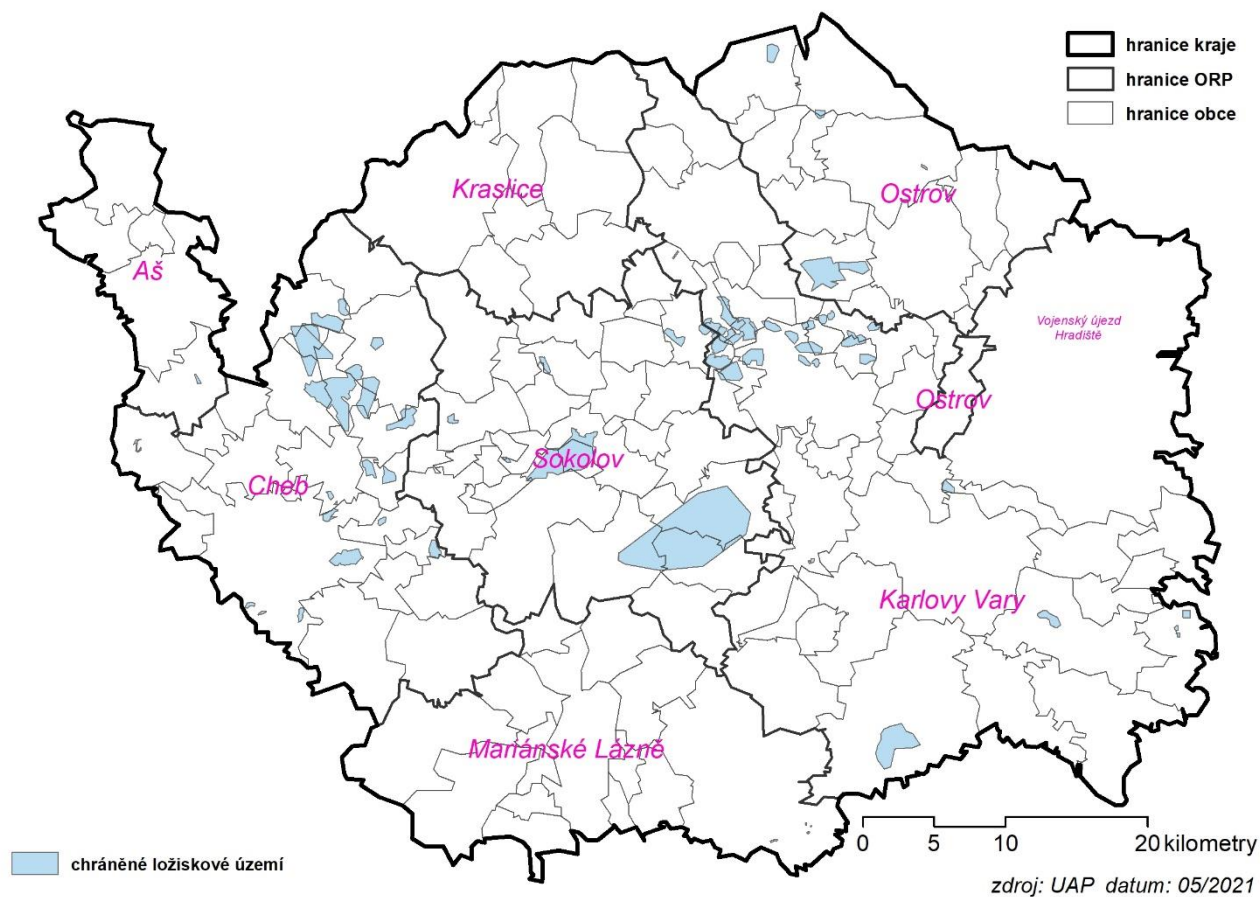 hranice kraje
hranice ORP
hranice obce
Kraslice
Ostrov
Aš
Vojenský újezd
Hradiště
Ostrov
Sokolov
Cheb
Karlovy Vary
Mariánské Lázně
0 5 10 20 kilometry
chráněné ložiskové území
zdroj: UAP datum: 05/2021